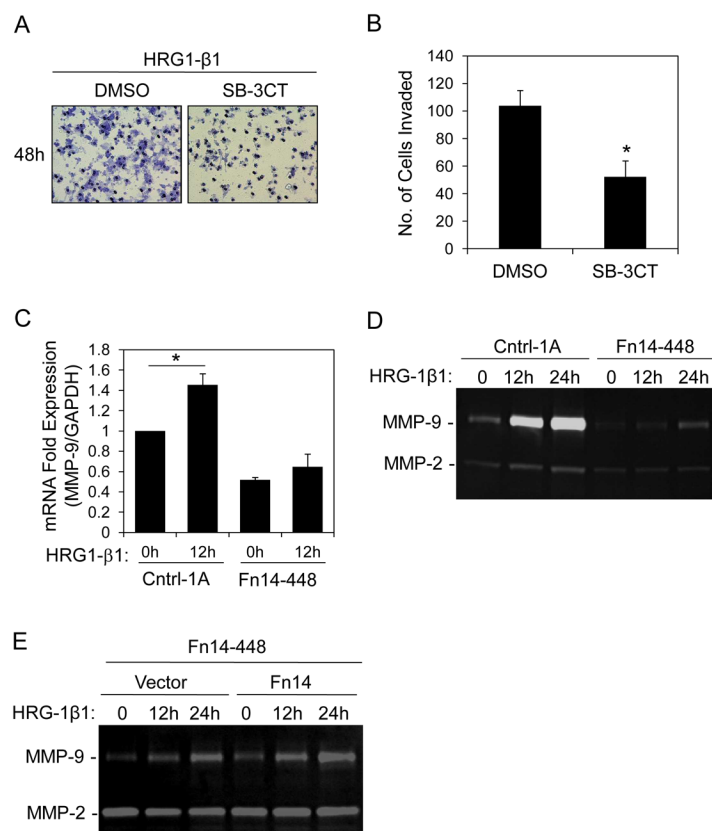 A
HRG1-β1
DMSO SB-3CT
48h
B
No. of Cells Invaded
140
120
100
80
60
40
20
0
*
DMSO SB-3CT
C
mRNA Fold Expression
(MMP-9/GAPDH)
1.8
1.6
1.4
1.2
1
0.8
0.6
0.4
0.2
0
*
HRG1-β1: 0h 12h 0h 12h
Cntrl-1A Fn14-448
D
Cntrl-1A Fn14-448
HRG-1β1: 0 12h 24h 0 12h 24h
MMP-9 -
MMP-2 -
E
Fn14-448
Vector Fn14
HRG-1β1: 0 12h 24h 0 12h 24h
MMP-9 -
MMP-2 -